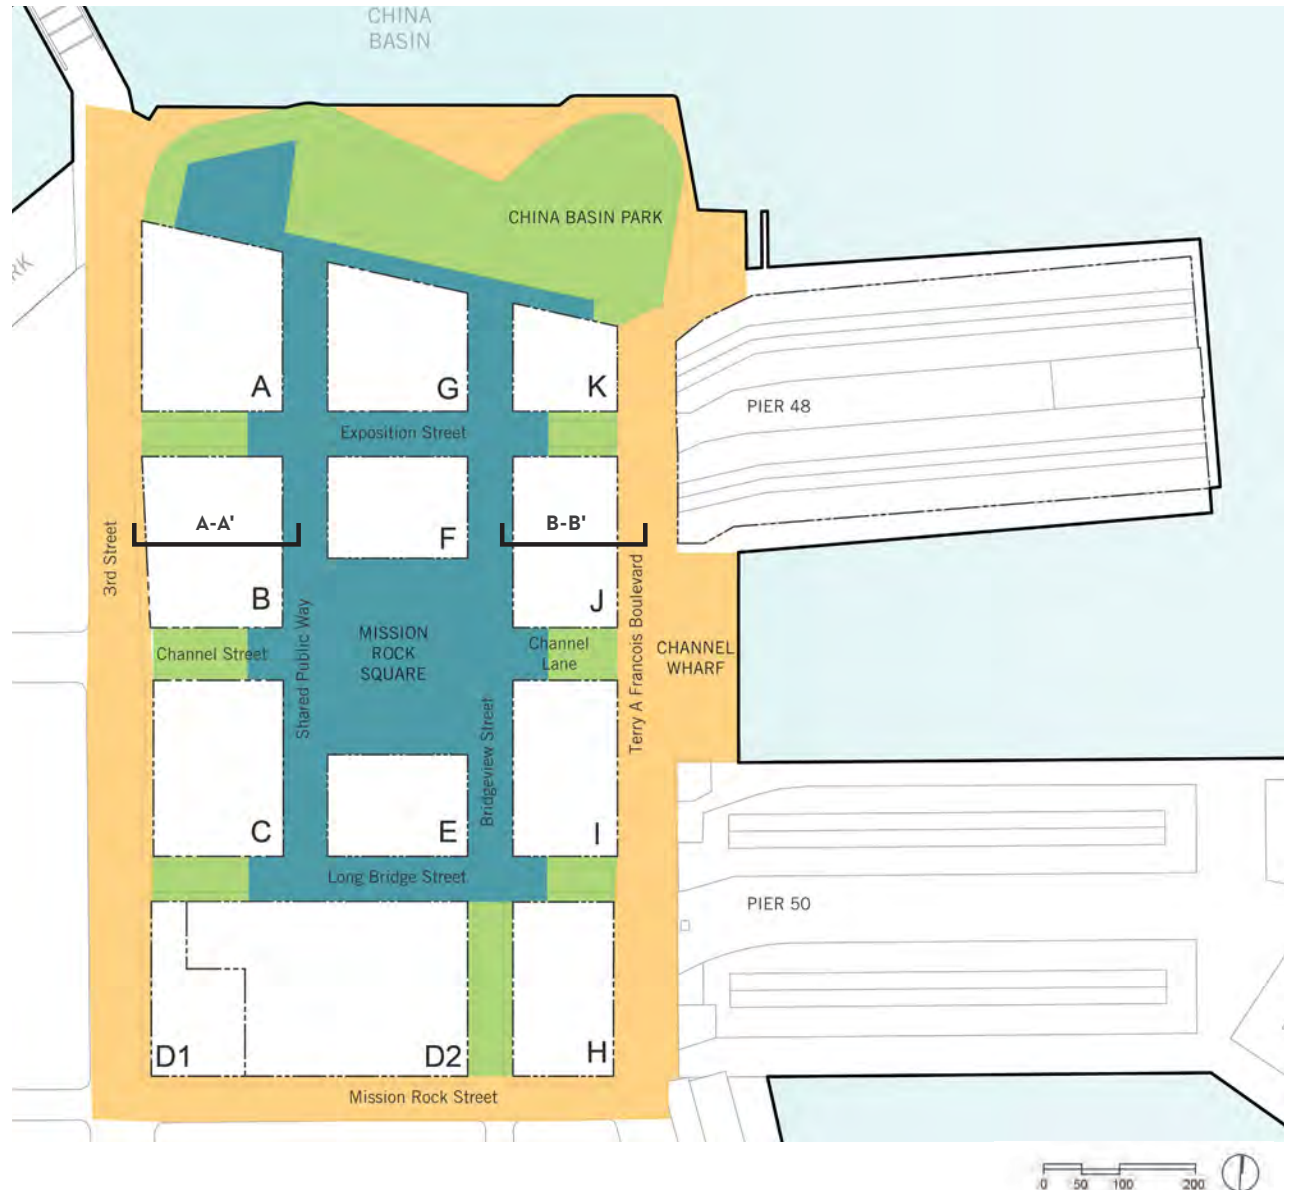 CHINA
BASIN
RK
CHINA BASIN PARK
A
G
K
PIER 48
Exposition Street
A-A'
B-B'
F
3rd Street
B
J
Shared Public Way
MISSION
ROCK
SQUARE
Channel Street
Channel
Lane
Terry A Francois Boulevard
CHANNEL
WHARF
Bridgeview Street
C
E
I
Long Bridge Street
PIER 50
D1
D2
H
Mission Rock Street
0 50 100 200